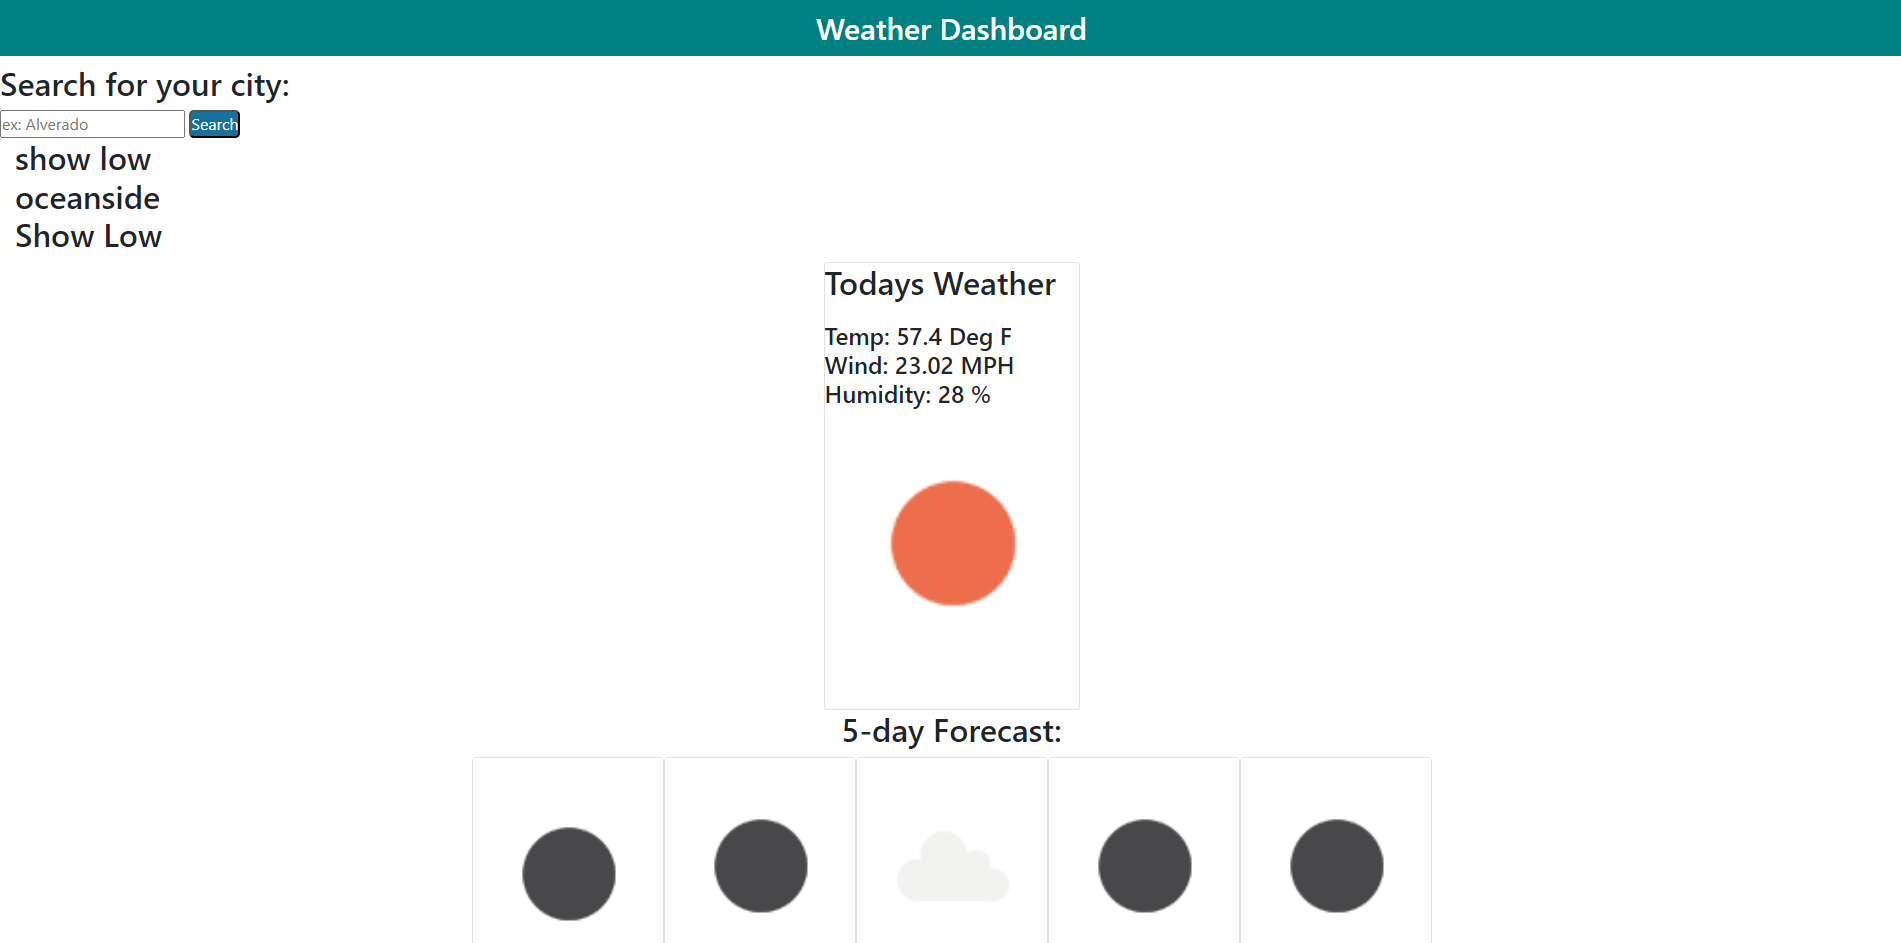 Weather Dashboard
Search for your city:
ex: Alverado
Search
show low
oceanside
Show Low
Todays Weather
Temp: 57.4 Deg F
Wind: 23.02 MPH
Humidity: 28 %
5-day Forecast: